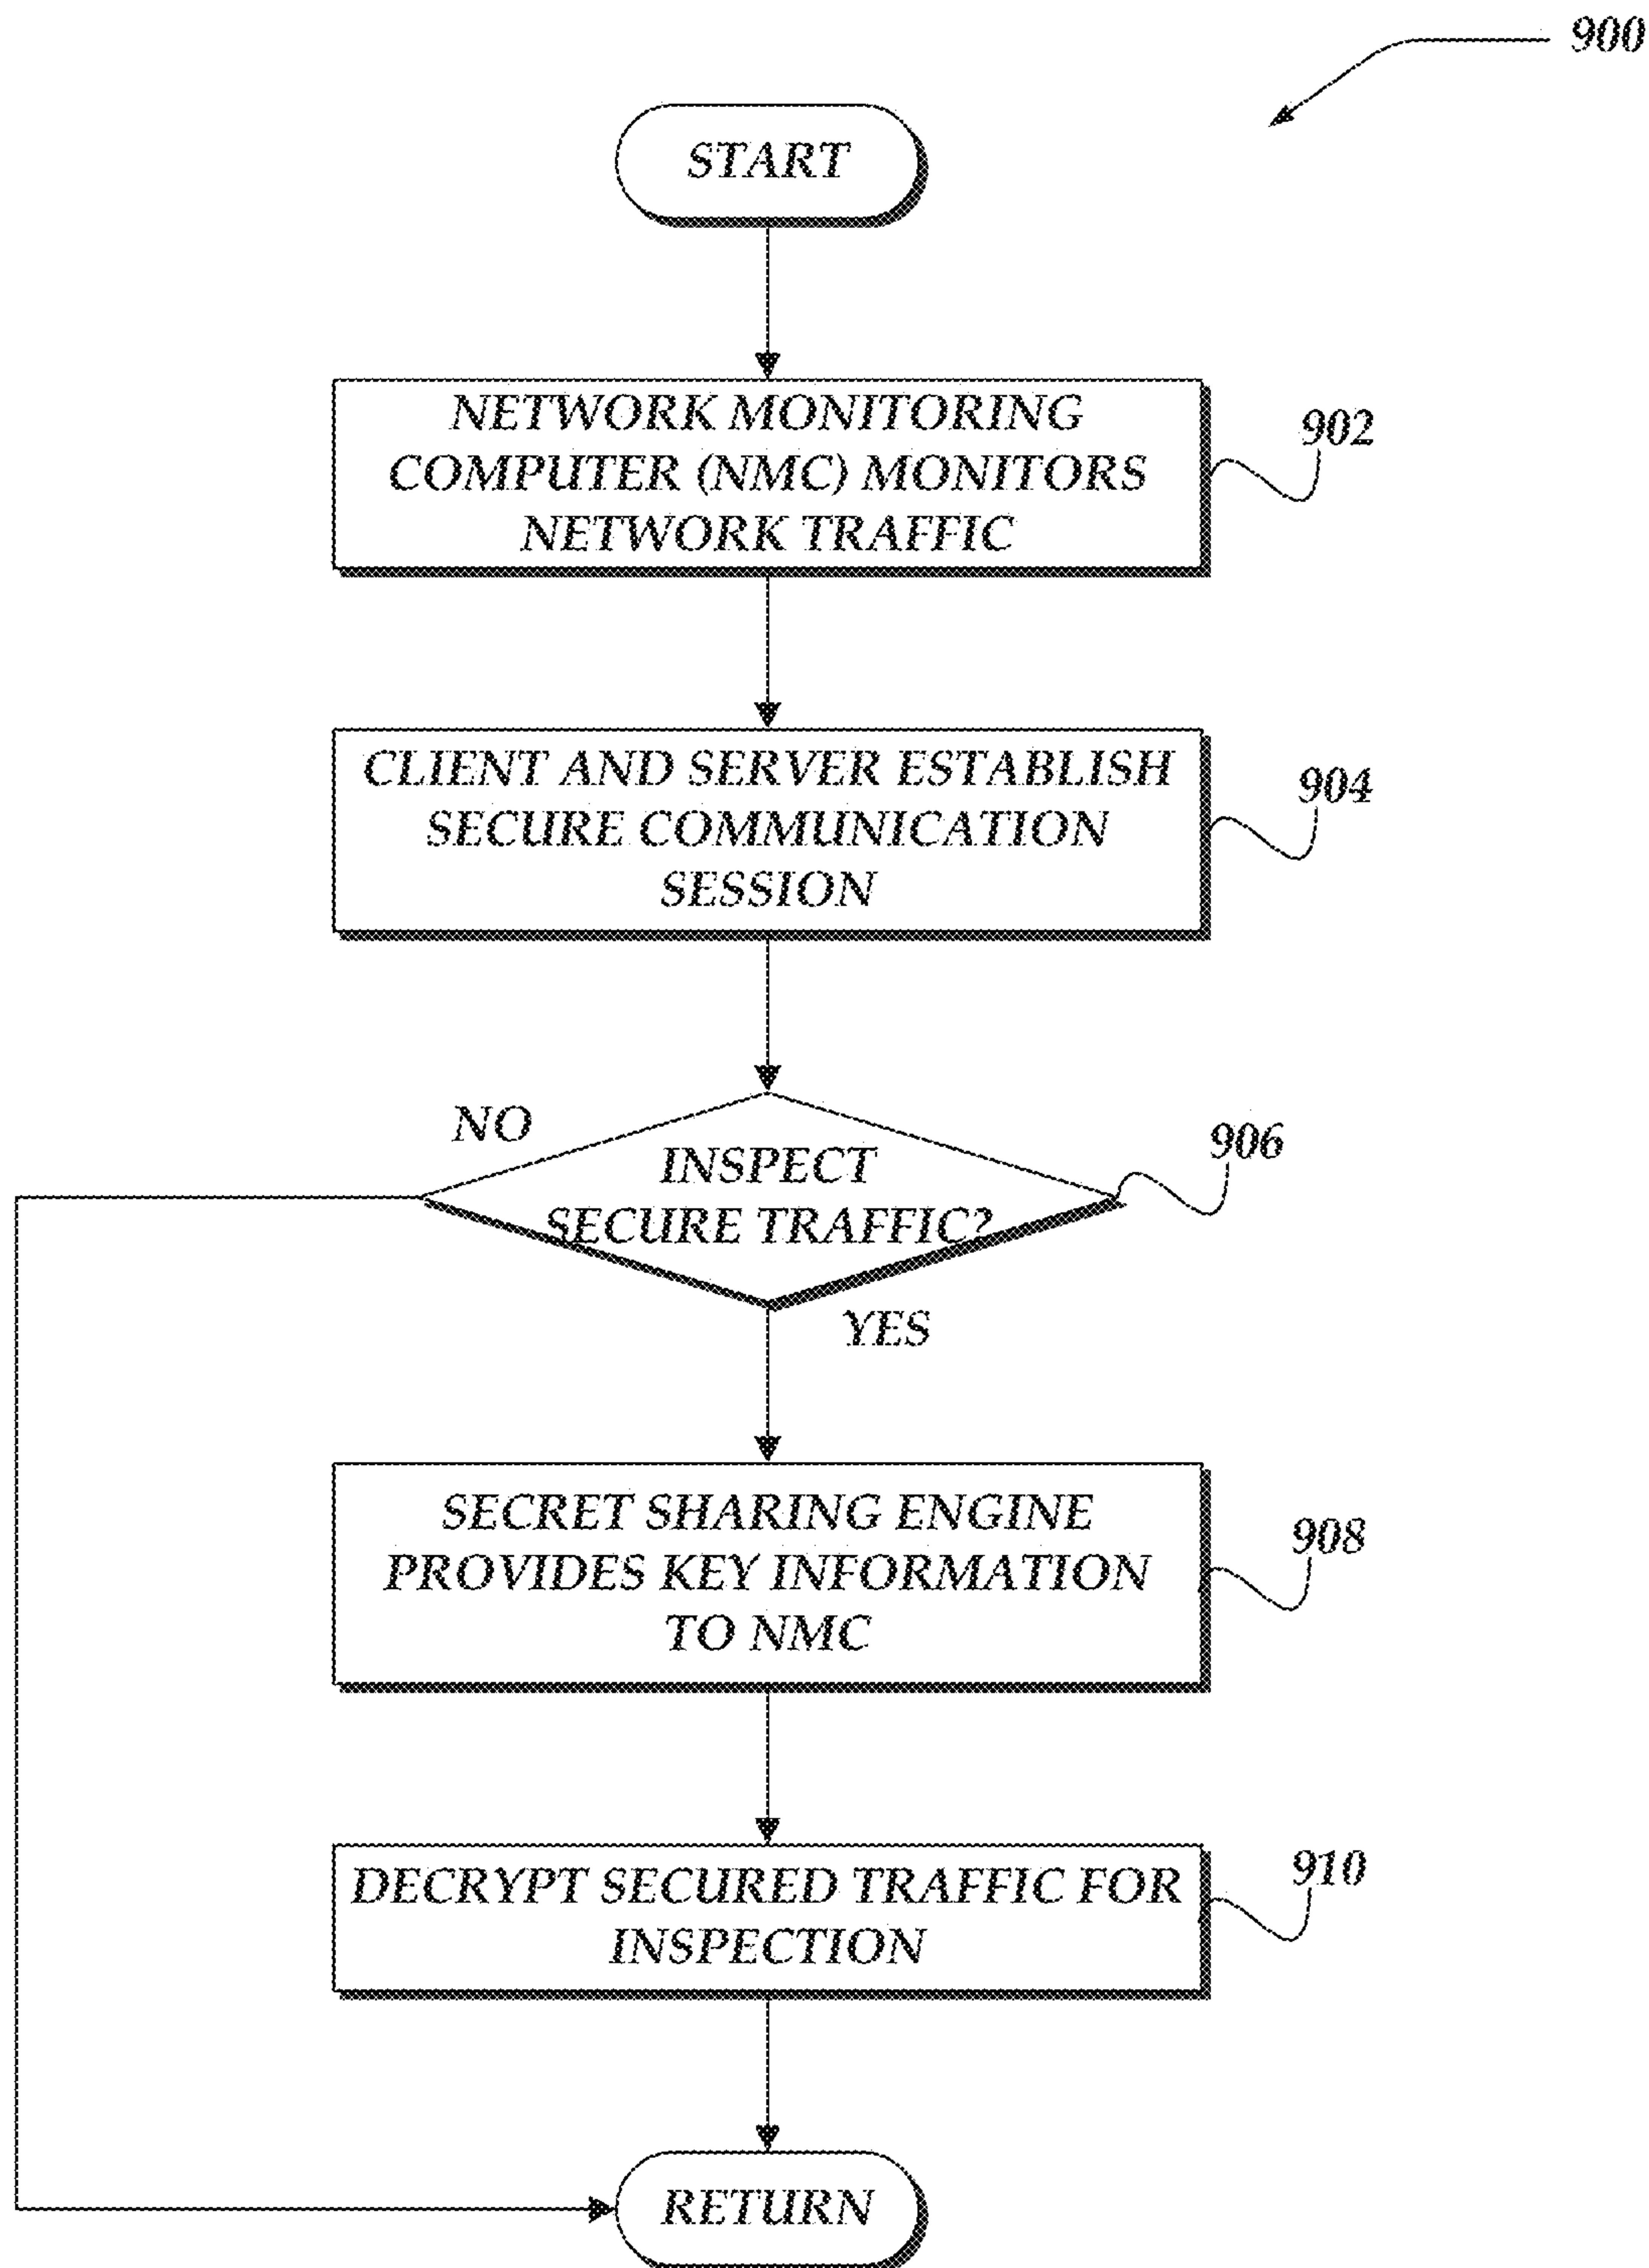 900
START
NETWORK MONITORING
COMPUTER (NMC) MONITORS
NETWORK TRAFFIC
902
CLIENT AND SERVER ESTABLISH
SECURE COMMUNICATION
SESSION
904
NO
INSPECT
SECURE TRAFFIC?
906
YES
SECRET SHARING ENGINE
PROVIDES KEY INFORMATION
TO NMC
908
DECRYPT SECURED TRAFFIC FOR
INSPECTION
910
RETURN